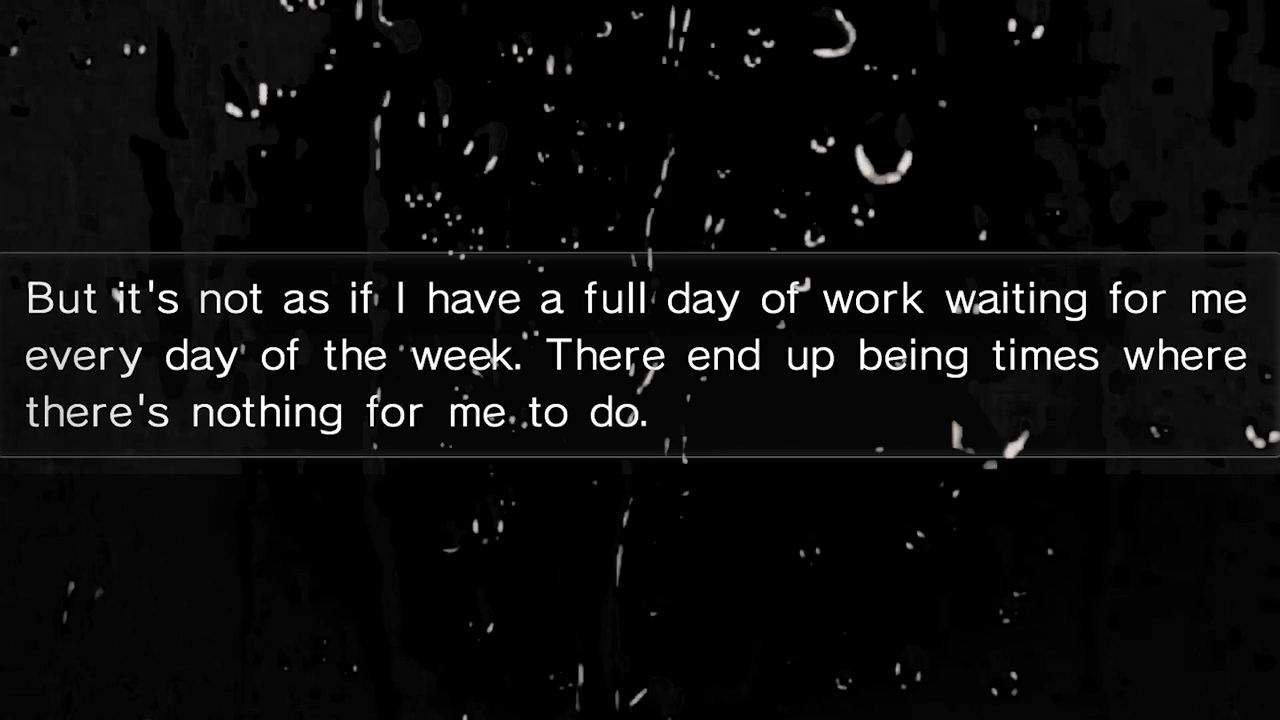 But it's not as if I have a full day of work waiting for me
every day of the week. There end up being times where
there's nothing for me to do.